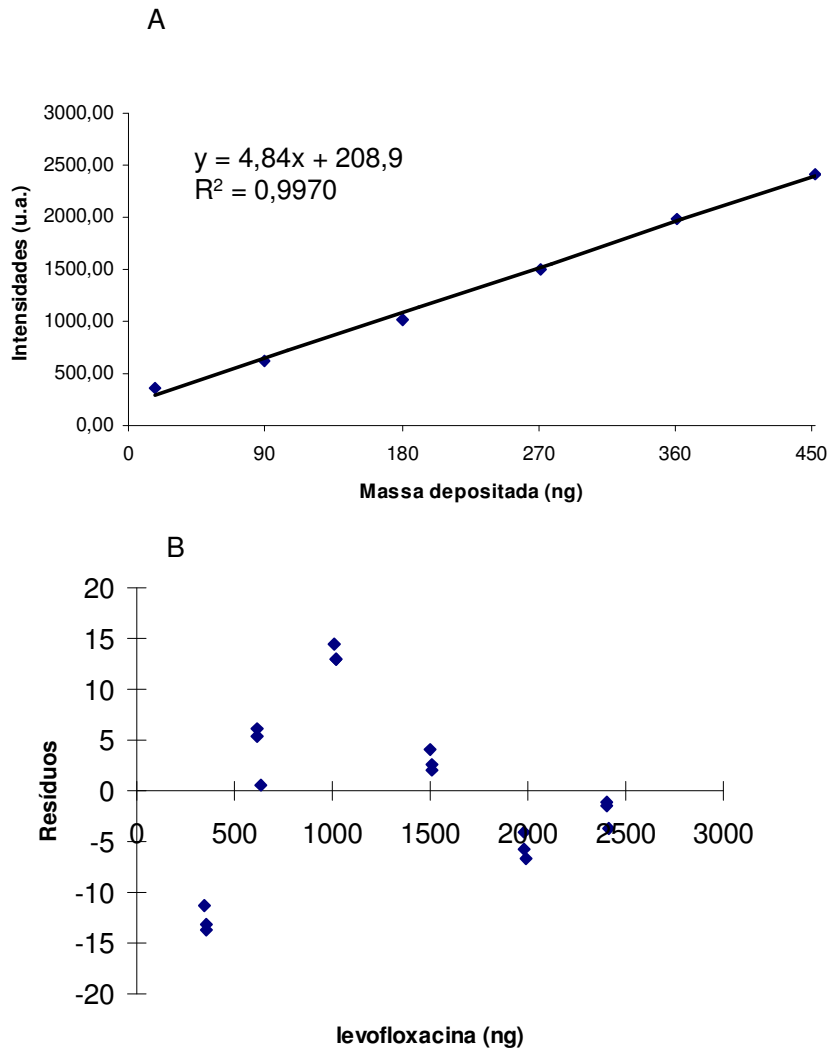 A
3000,00
2500,00
2000,00
1500,00
1000,00
500,00
0,00
Intensidades (u.a.)
y = 4,84x + 208,9
R² = 0,9970
0 90 180 270 360 450
Massa depositada (ng)
B
20
15
10
5
0
-5
-10
-15
-20
Resíduos
0 500 1000 1500 2000 2500 3000
levofloxacina (ng)